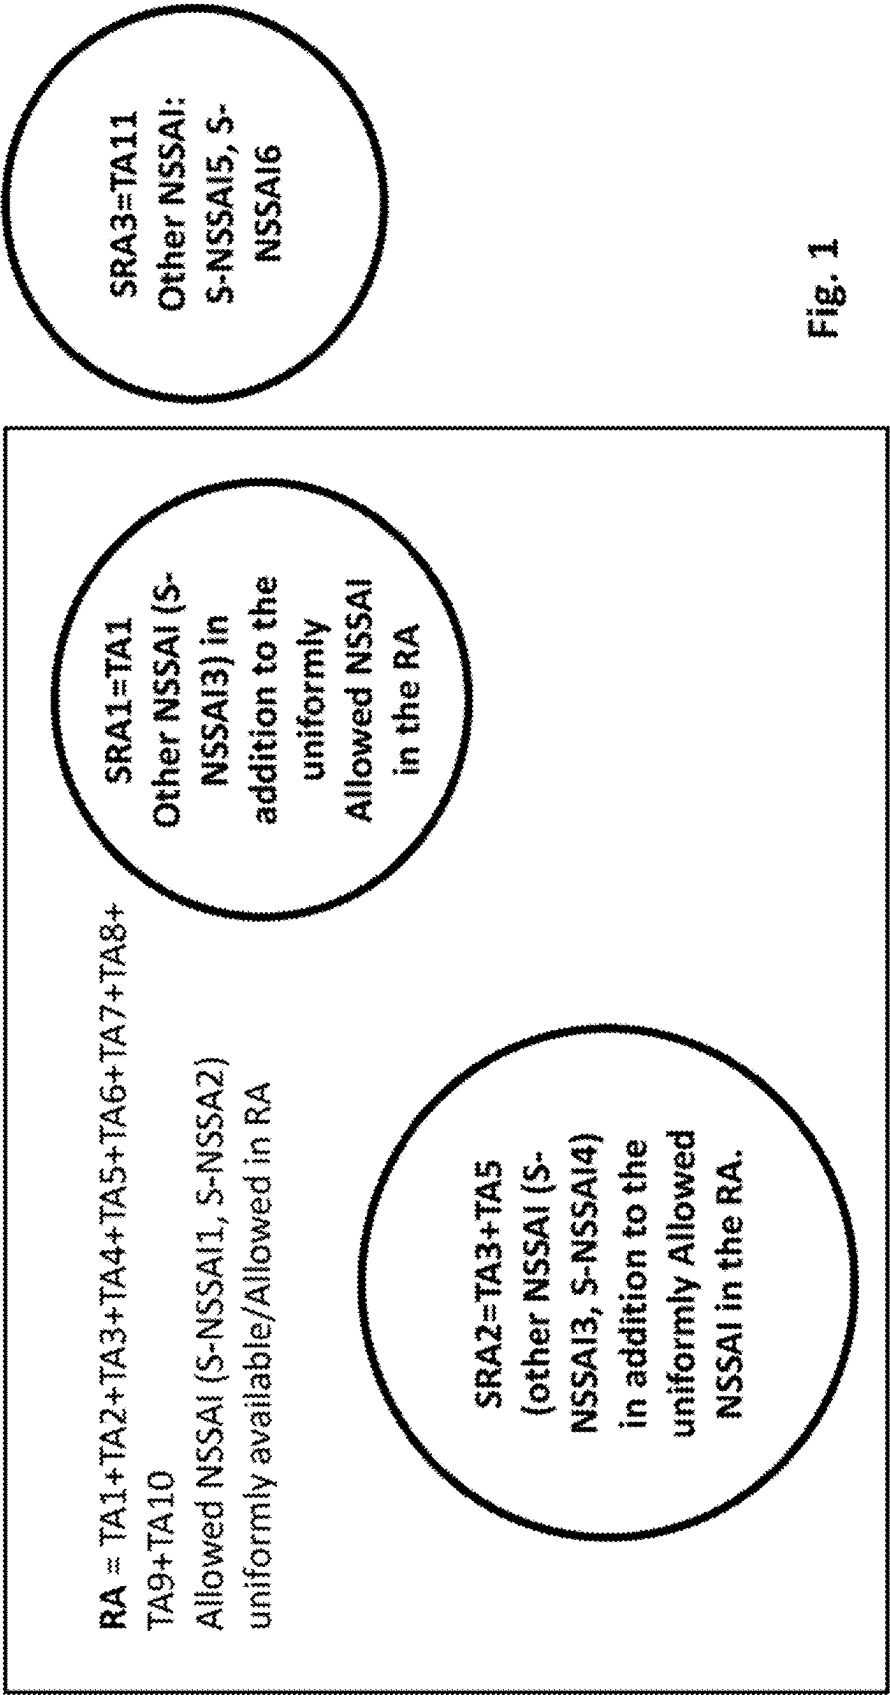 RA = TA1+TA2+TA3+TA4+TA5+TA6+TA7+TA8+
TA9+TA10
Allowed NSSAI (S-NSSAI1, S-NSSA2)
uniformly available/Allowed in RA
SRA2=TA3+TA5
(other NSSAI (S-
NSSAI3, S-NSSAI4)
in addition to the
uniformly Allowed
NSSAI in the RA.
SRA1=TA1
Other NSSAI (S-
NSSAI3) in
addition to the
uniformly
Allowed NSSAI
in the RA
SRA3=TA11
Other NSSAI:
S-NSSAI5, S-
NSSAI6
Fig. 1